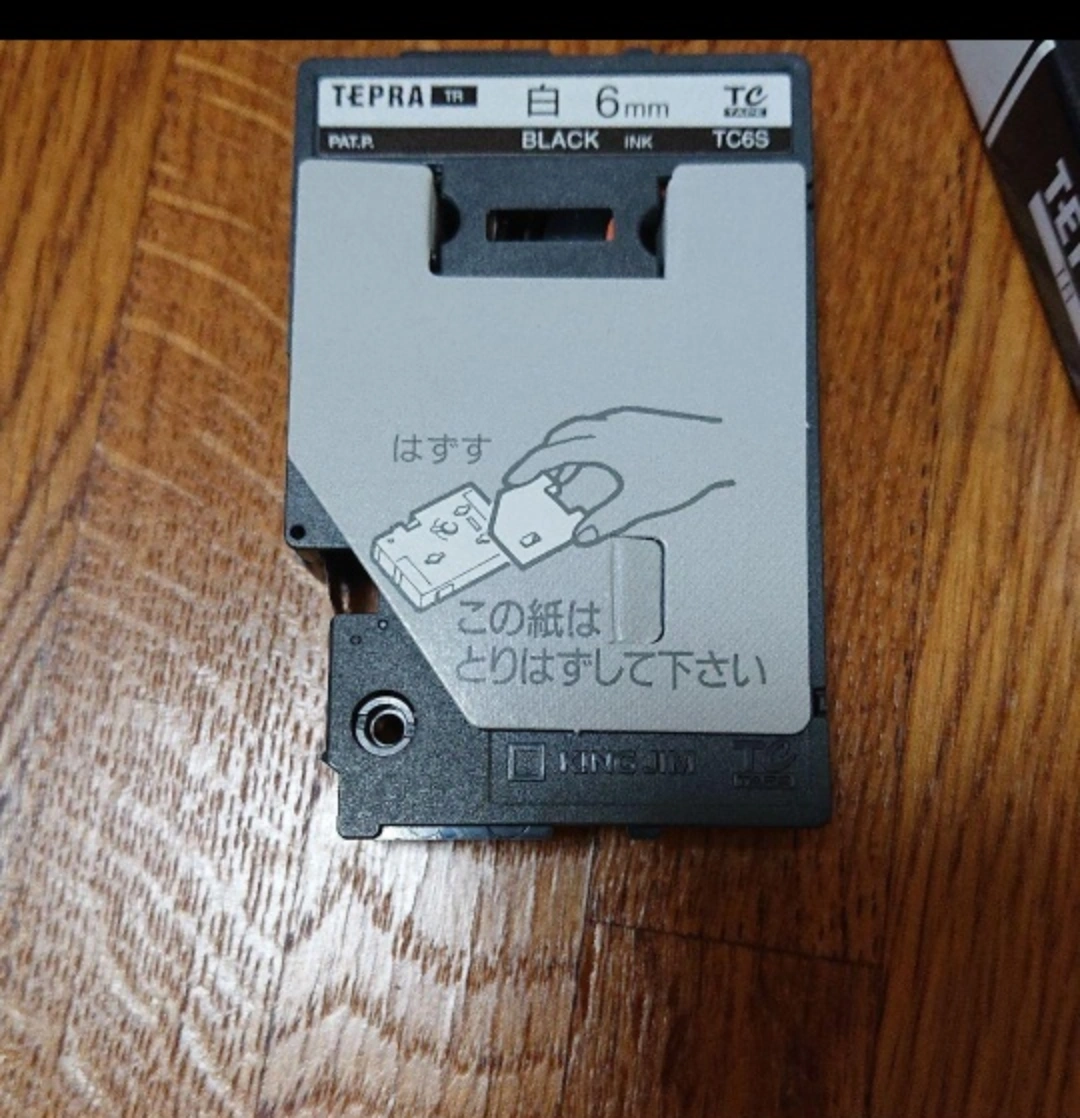 TEPRA TR 白 6mm TC TAPE
PAT.P. BLACK INK TC6S
はずす
この紙は
とりはずして下さい
KING JIM TC TAPE